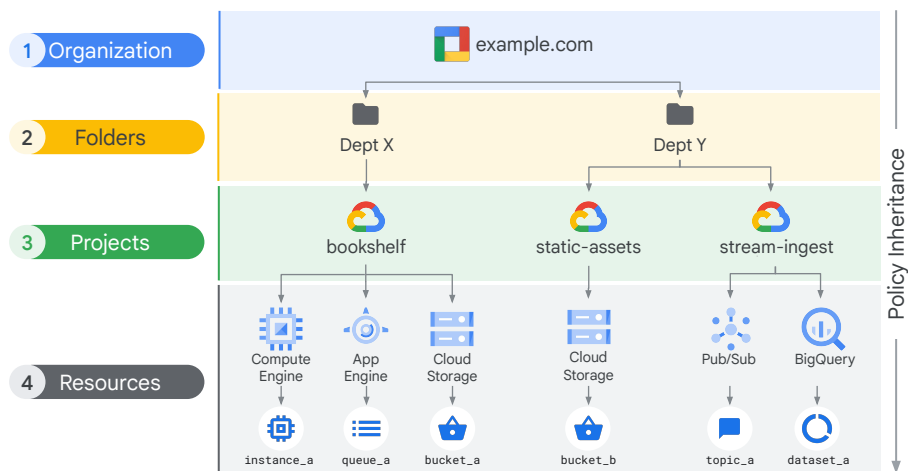 1 Organization
example.com
2 Folders
Dept X
Dept Y
3 Projects
bookshelf
static-assets
stream-ingest
4 Resources
Compute
Engine
App
Engine
Cloud
Storage
Cloud
Storage
Pub/Sub
BigQuery
instance_a
queue_a
bucket_a
bucket_b
topic_a
dataset_a
Policy Inheritance